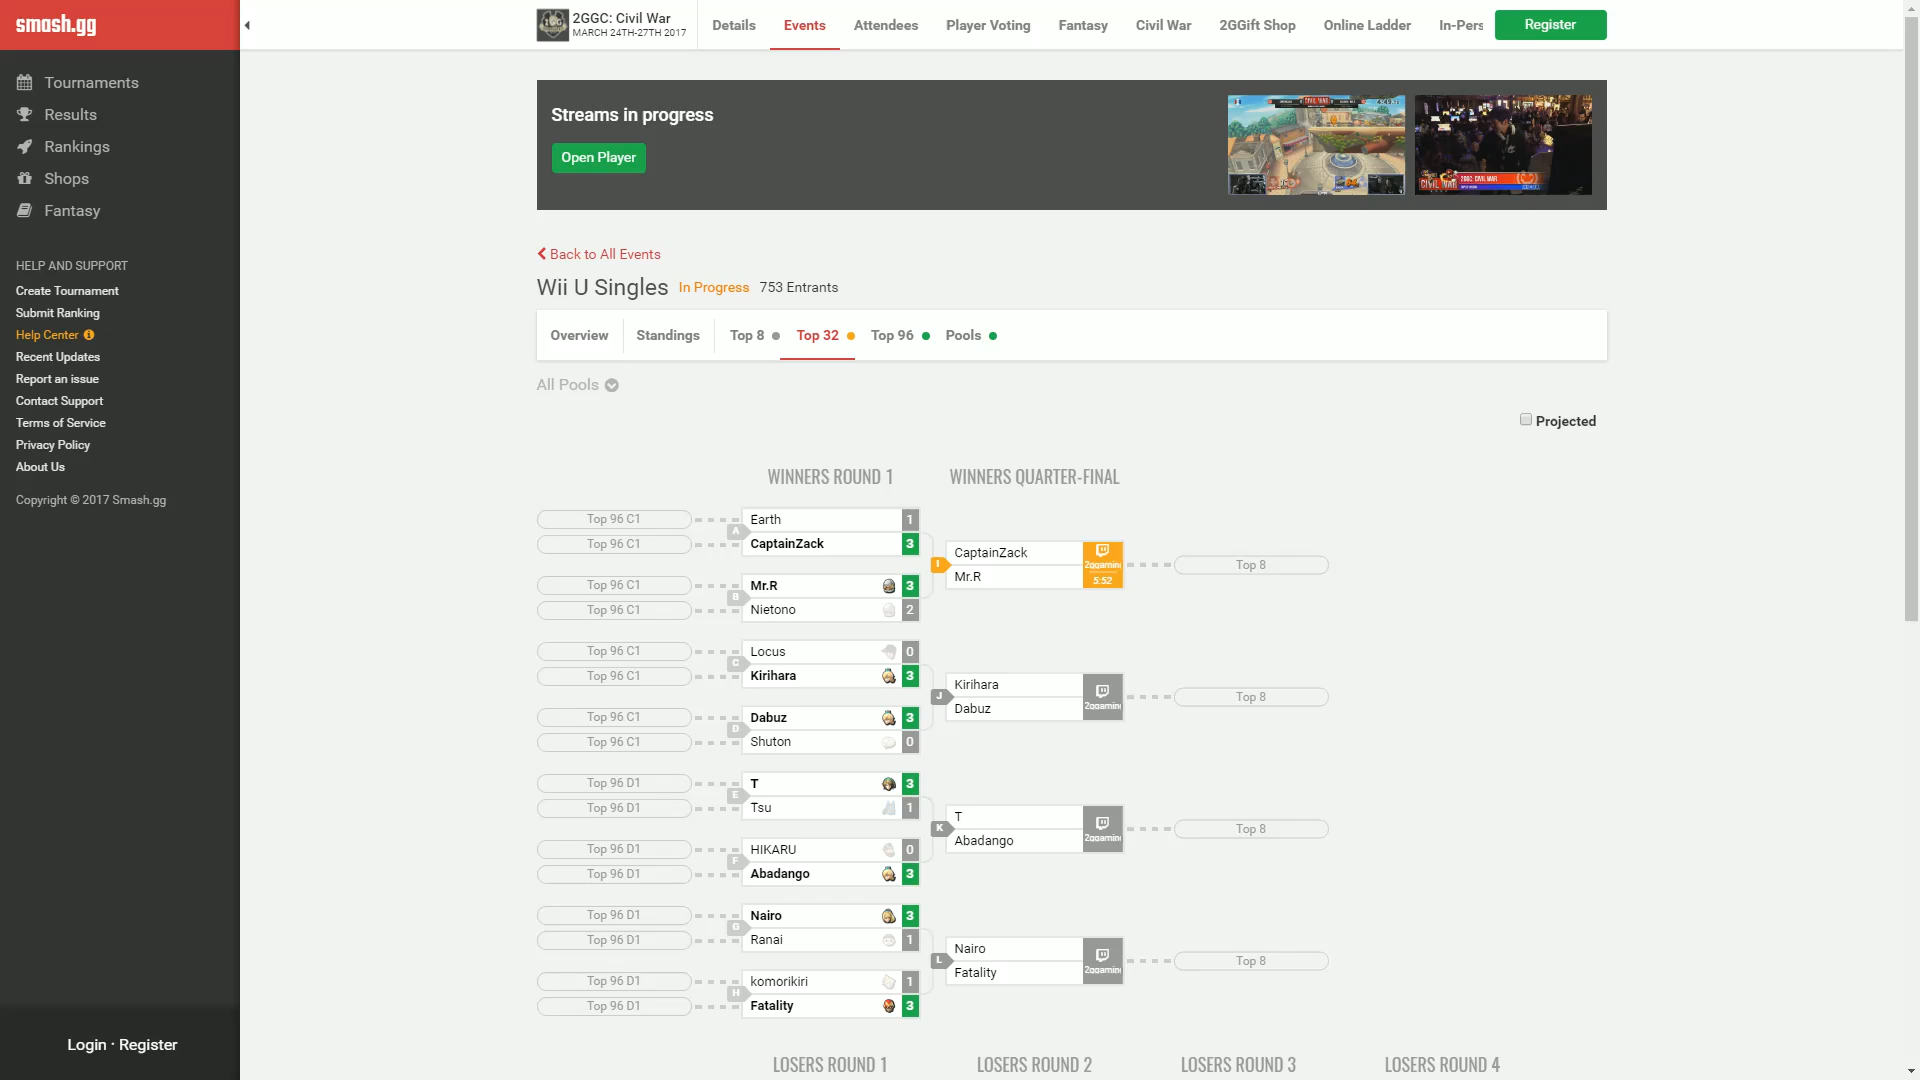 smash.gg
Tournaments
Results
Rankings
Shops
Fantasy
HELP AND SUPPORT
Create Tournament
Submit Ranking
Help Center
Recent Updates
Report an issue
Contact Support
Terms of Service
Privacy Policy
About Us
Copyright © 2017 Smash.gg
Login · Register
2GGC: Civil War
MARCH 24TH-27TH 2017
Details Events Attendees Player Voting Fantasy Civil War 2GGift Shop Online Ladder In-Pers Register
Streams in progress
Open Player
CIVIL WAR
2GGC: CIVIL WAR
Back to All Events
Wii U Singles In Progress 753 Entrants
Overview Standings Top 8 Top 32 Top 96 Pools
All Pools
Projected
WINNERS ROUND 1 WINNERS QUARTER-FINAL
Top 96 C1 Earth 1
A
Top 96 C1 CaptainZack 3
Top 96 C1 Mr.R 3
B
Top 96 C1 Nietono 2
I
CaptainZack
Mr.R
2ggaming
5:52
Top 8
Top 96 C1 Locus 0
C
Top 96 C1 Kirihara 3
Top 96 C1 Dabuz 3
D
Top 96 C1 Shuton 0
J
Kirihara
Dabuz
2ggaming
Top 8
Top 96 D1 T 3
E
Top 96 D1 Tsu 1
Top 96 D1 HIKARU 0
F
Top 96 D1 Abadango 3
K
T
Abadango
2ggaming
Top 8
Top 96 D1 Nairo 3
G
Top 96 D1 Ranai 1
Top 96 D1 komorikiri 1
H
Top 96 D1 Fatality 3
L
Nairo
Fatality
2ggaming
Top 8
LOSERS ROUND 1 LOSERS ROUND 2 LOSERS ROUND 3 LOSERS ROUND 4